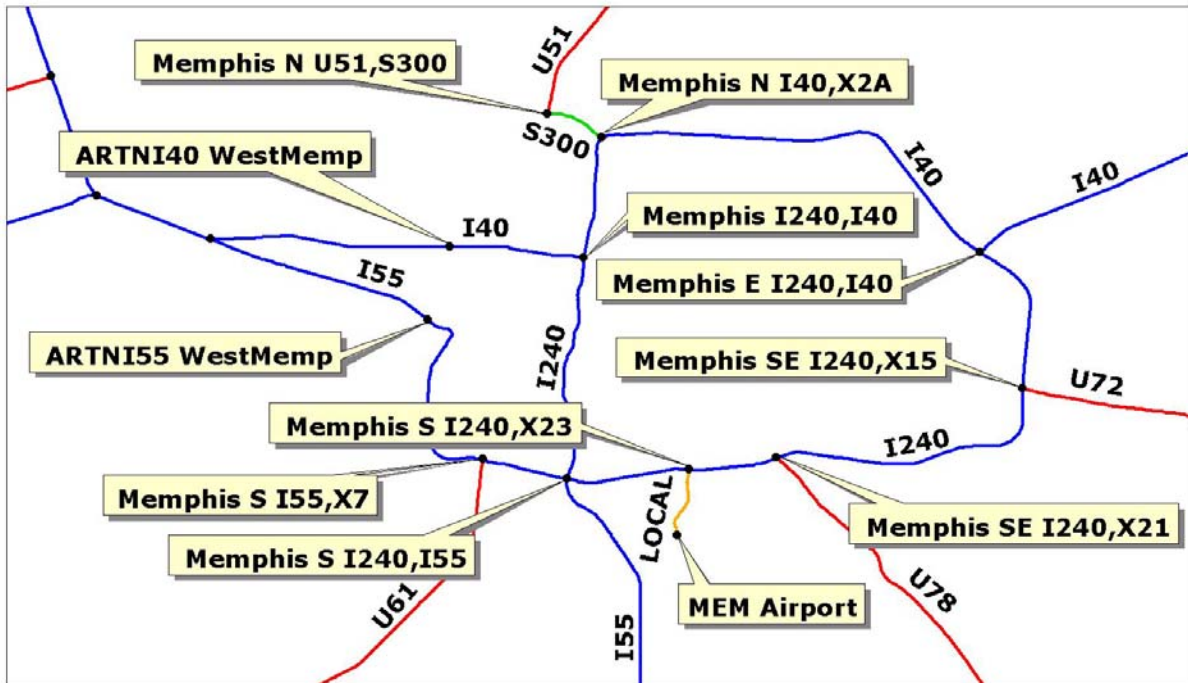 U51
Memphis N U51,S300
Memphis N I40,X2A
S300
I40
ARTNI40 WestMemp
I40
I40
Memphis I240,I40
I55
Memphis E I240,I40
ARTNI55 WestMemp
I240
Memphis SE I240,X15
U72
Memphis S I240,X23
I240
Memphis S I55,X7
LOCAL
Memphis SE I240,X21
Memphis S I240,I55
U61
I55
MEM Airport
U78